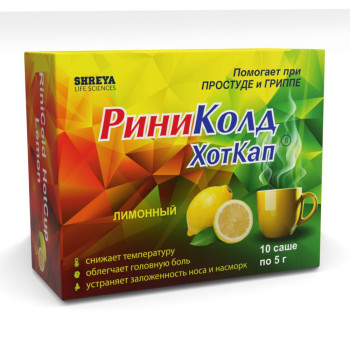 SHREYA
LIFE SCIENCES
Помогает при
ПРОСТУДЕ и ГРИППЕ
РиниКолд
ХотКап®
ЛИМОННЫЙ
снижает температуру
облегчает головную боль
устраняет заложенность носа и насморк
10 саше
по 5 г
RiniCold HotCup
Lemon